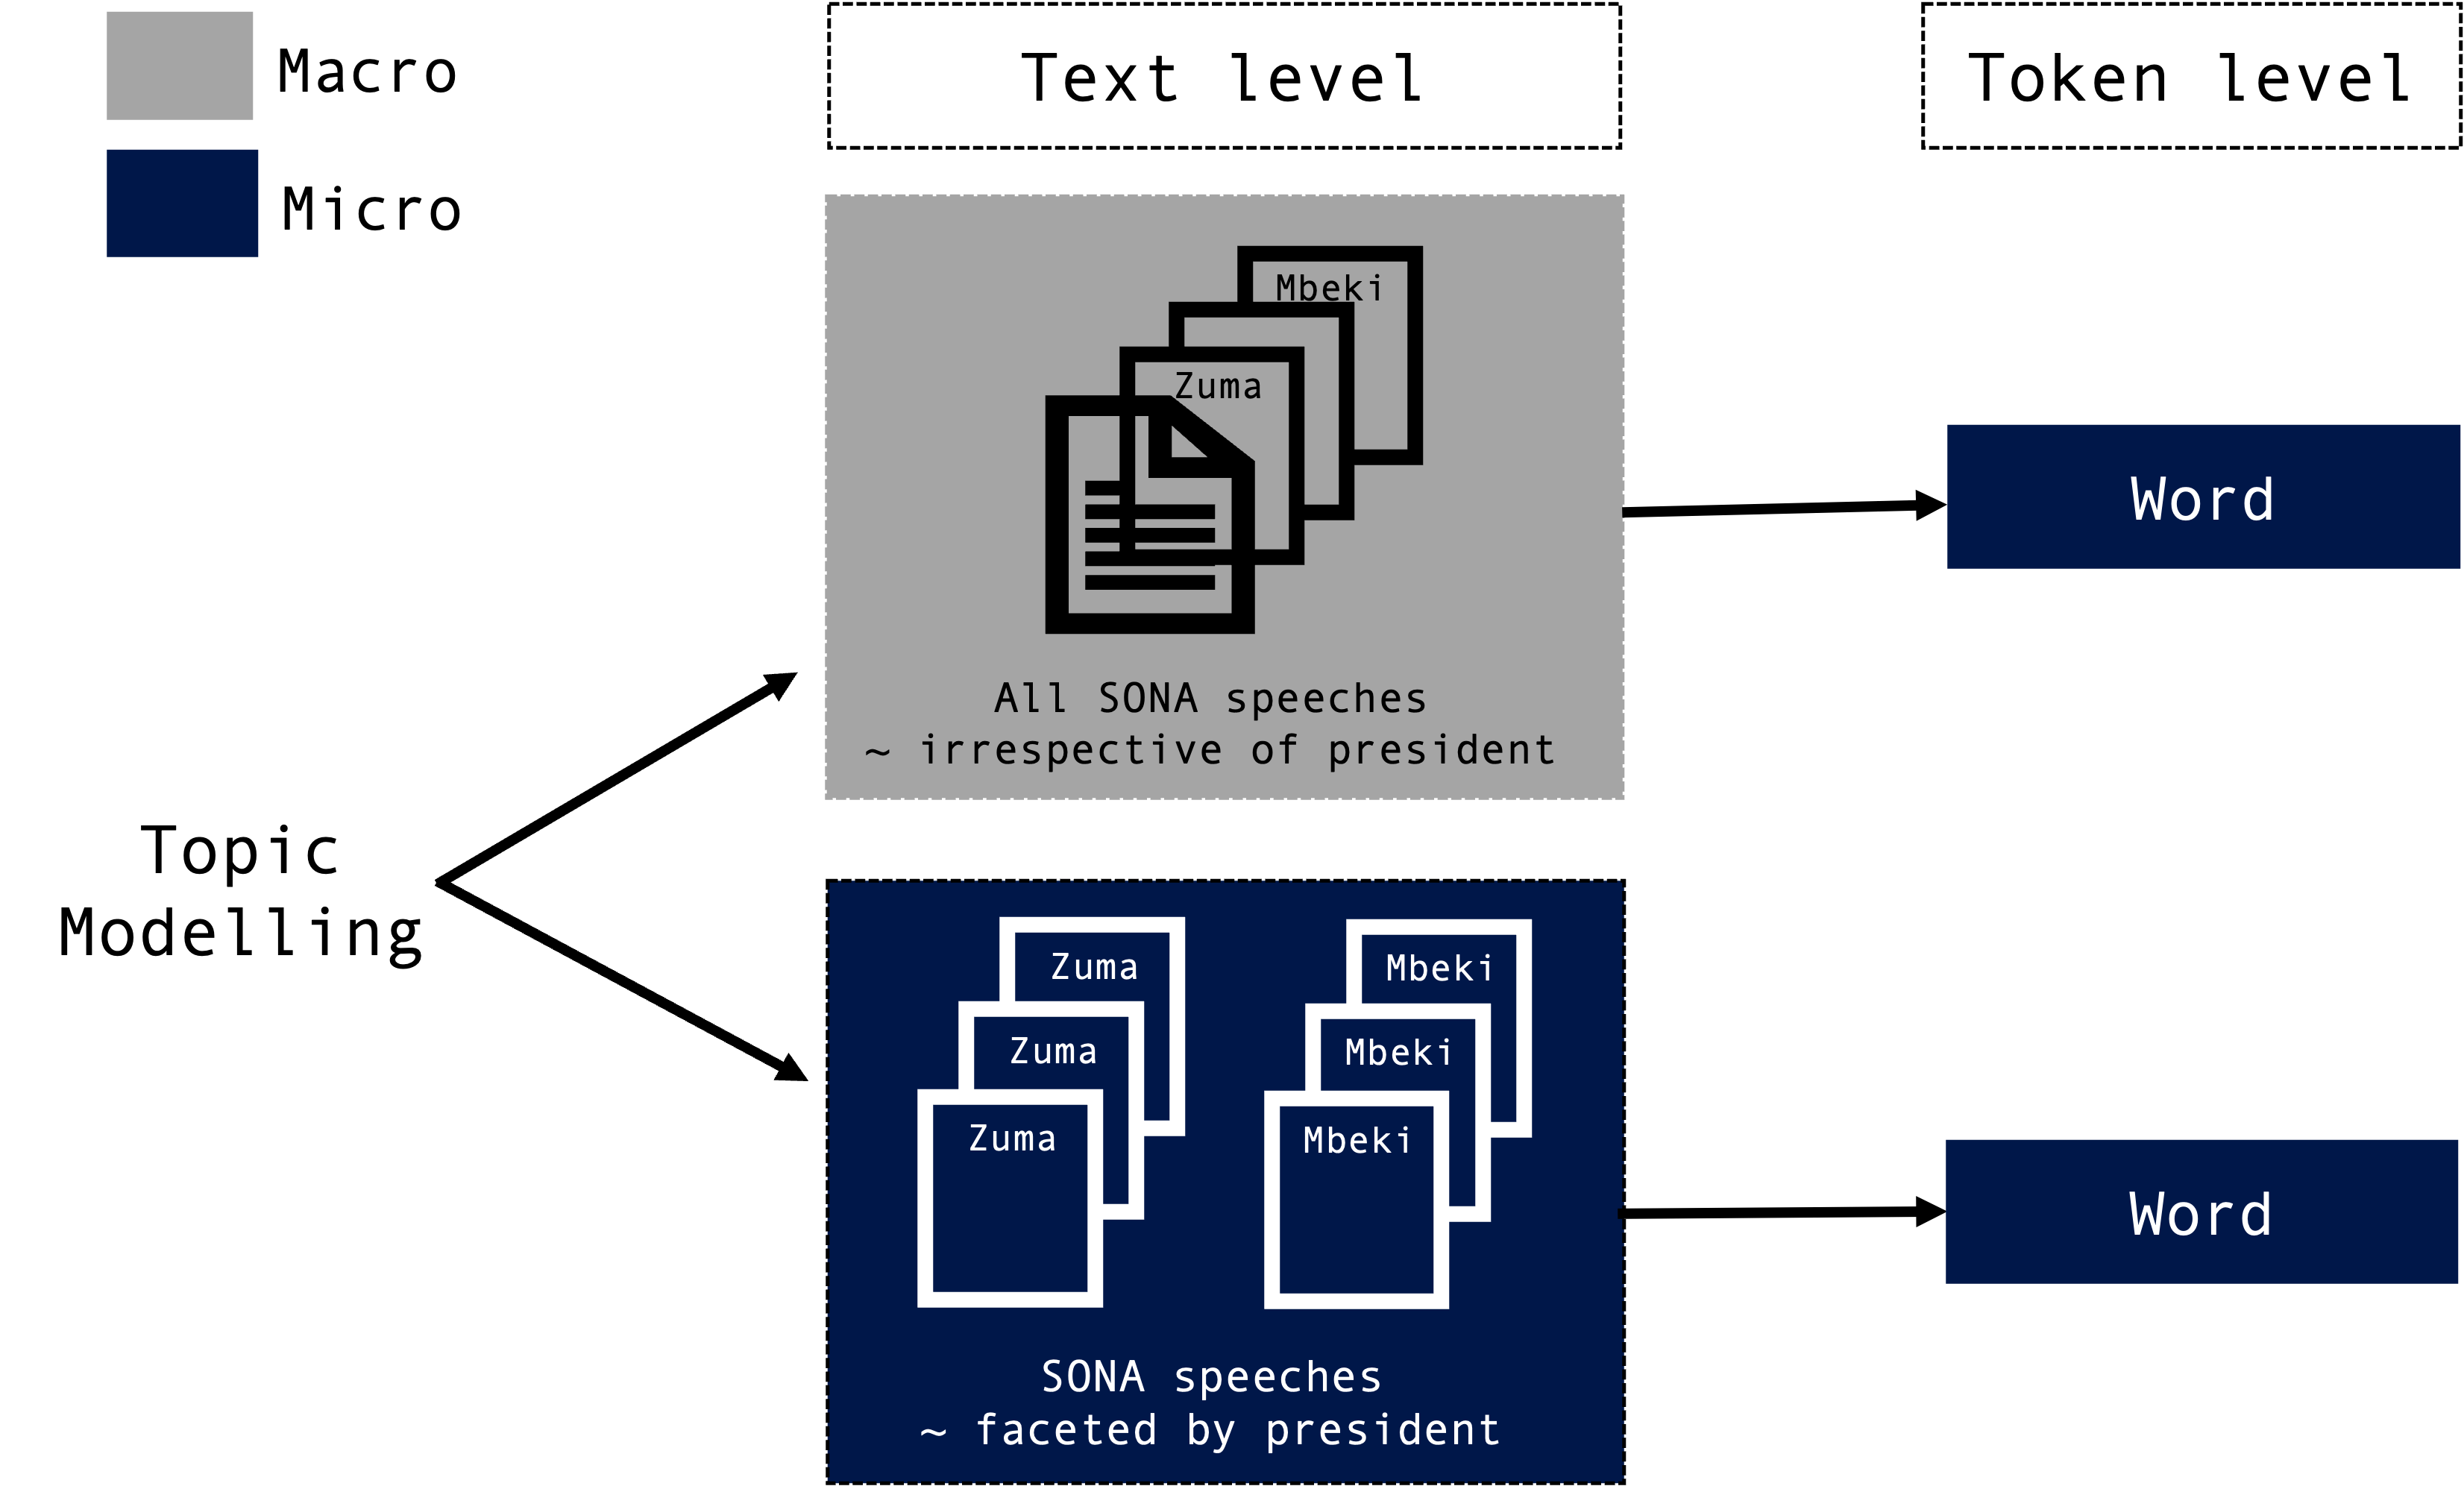 Macro
Micro
Text level
Token level
Mbeki
Zuma
All SONA speeches
~ irrespective of president
Word
Topic
Modelling
Zuma
Zuma
Zuma
Mbeki
Mbeki
Mbeki
SONA speeches
~ faceted by president
Word